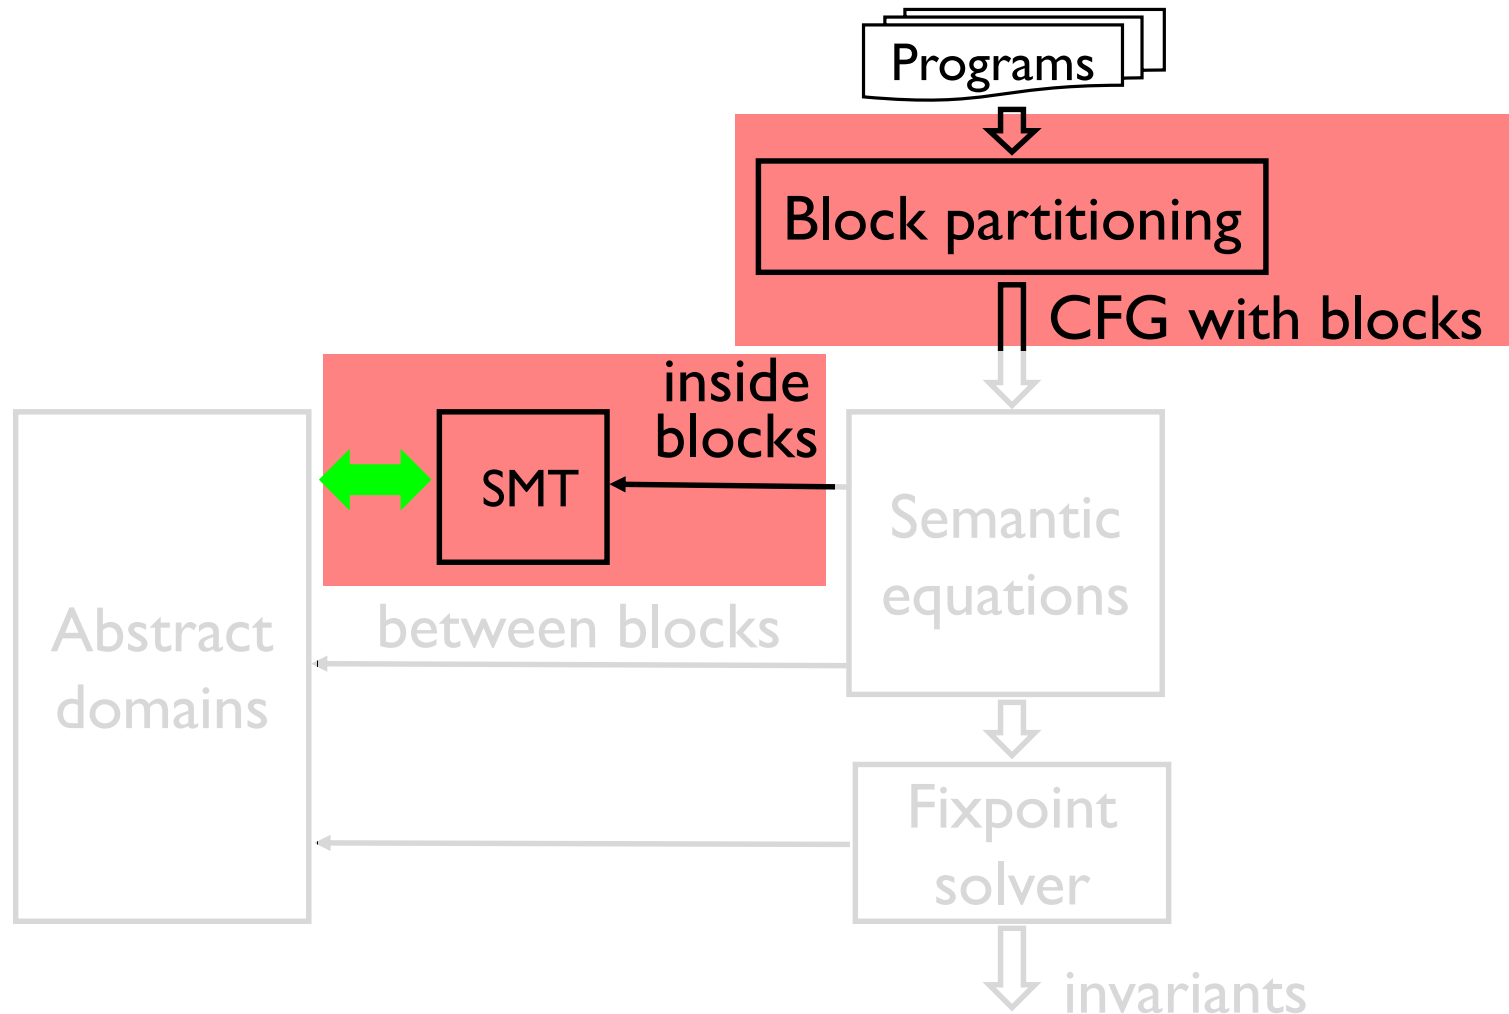 Programs
Block partitioning
CFG with blocks
inside
blocks
SMT
Semantic
equations
between blocks
Abstract
domains
Fixpoint
solver
invariants